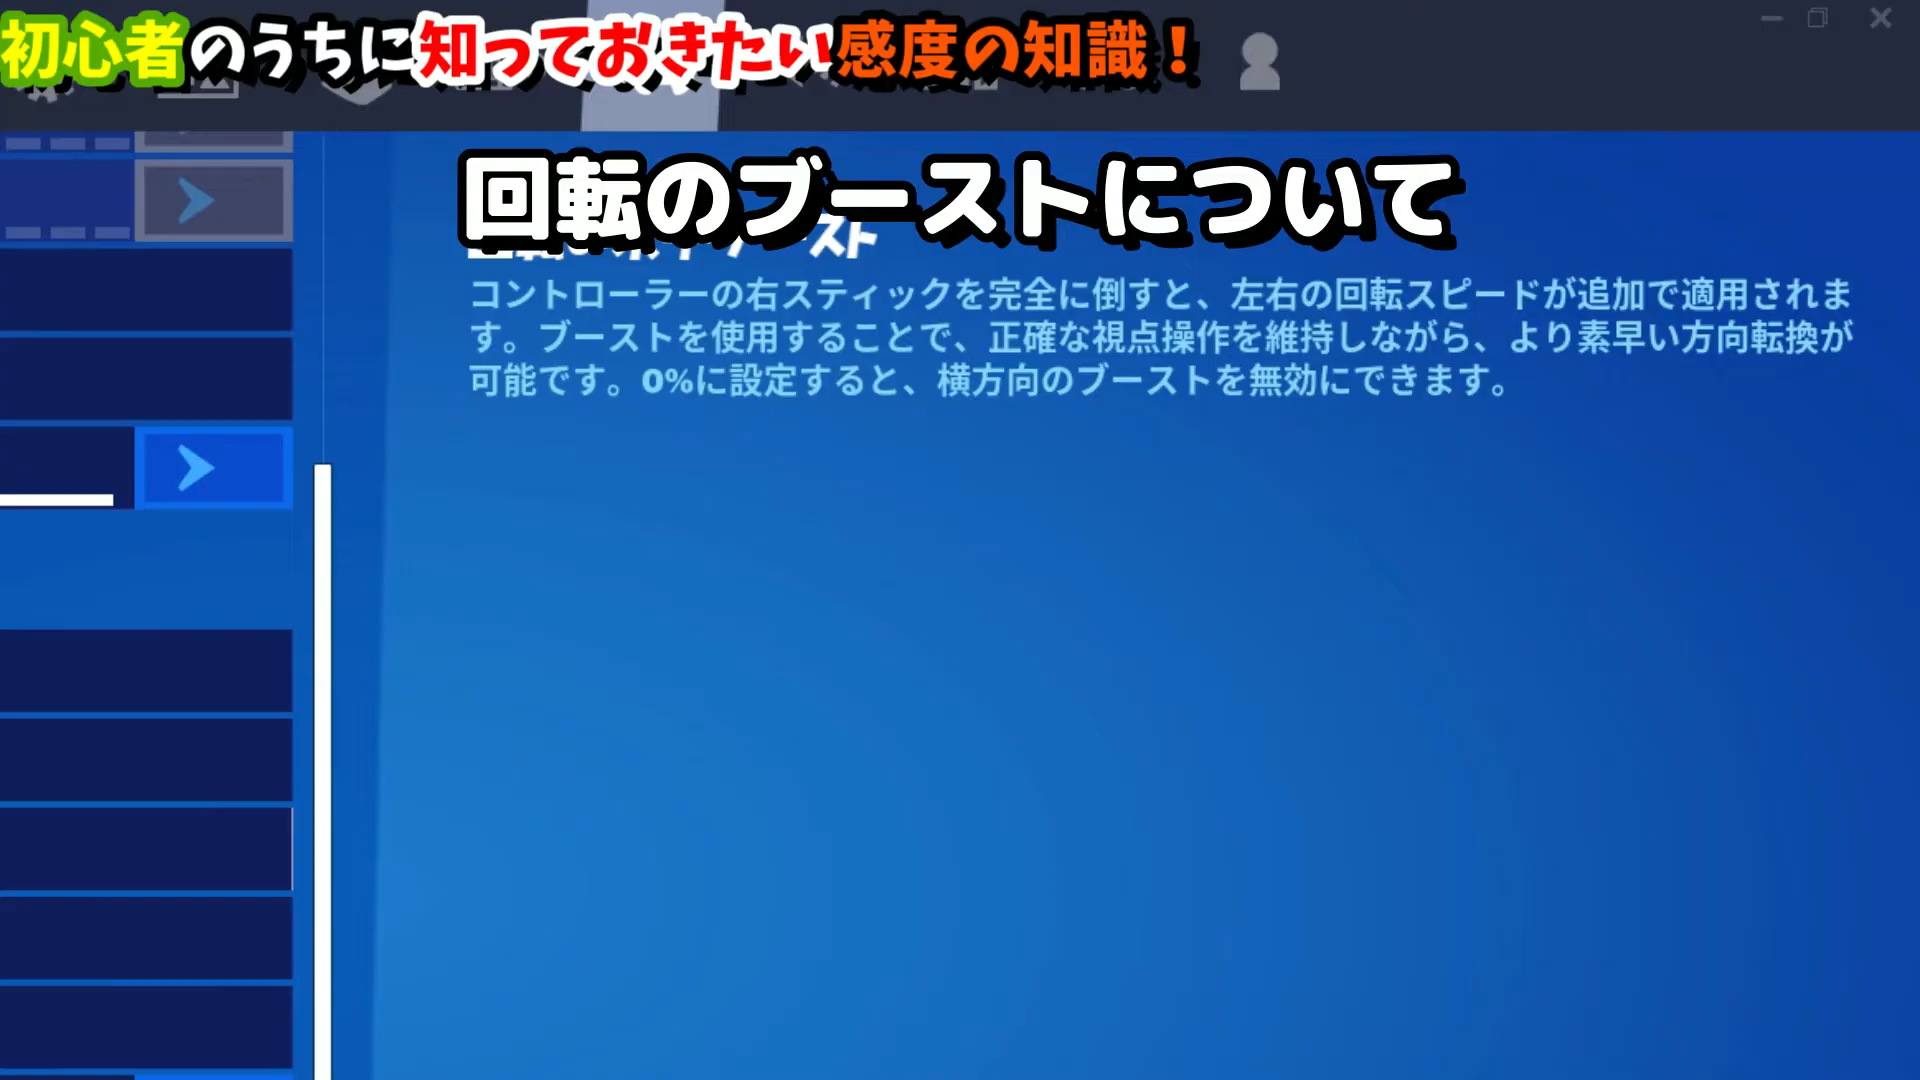 初心者のうちに知っておきたい感度の知識！
回転のブーストについて
コントローラーの右スティックを完全に倒すと、左右の回転スピードが追加で適用されま
す。ブーストを使用することで、正確な視点操作を維持しながら、より素早い方向転換が
可能です。0%に設定すると、横方向のブーストを無効にできます。